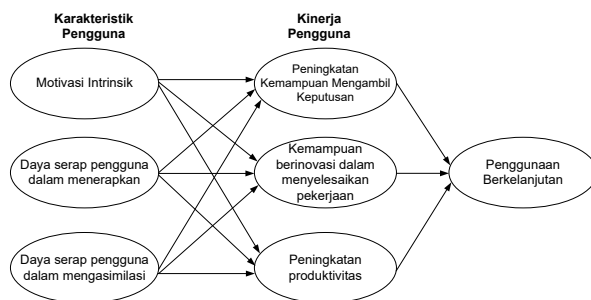 Karakteristik
Pengguna
Kinerja
Pengguna
Motivasi Intrinsik
Peningkatan
Kemampuan Mengambil
Keputusan
Daya serap pengguna
dalam menerapkan
Kemampuan
berinovasi dalam
menyelesaikan
pekerjaan
Penggunaan
Berkelanjutan
Daya serap pengguna
dalam mengasimilasi
Peningkatan
produktivitas